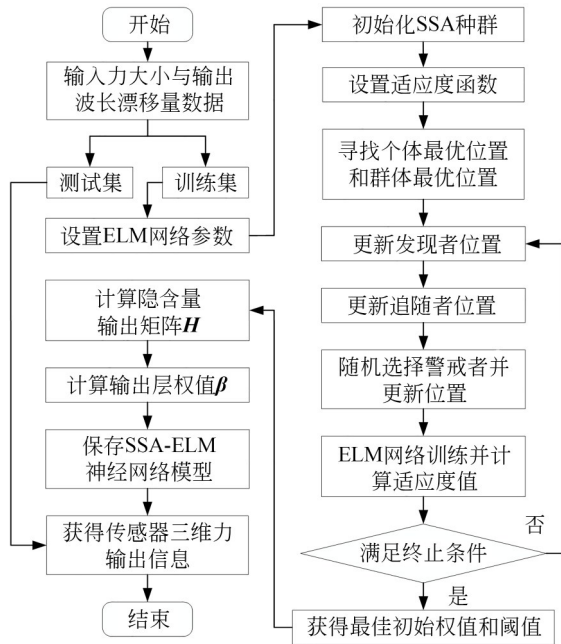 开始
输入力大小与输出
波长漂移量数据
测试集
训练集
设置ELM网络参数
初始化SSA种群
设置适应度函数
寻找个体最优位置
和群体最优位置
更新发现者位置
更新追随者位置
随机选择警戒者并
更新位置
ELM网络训练并计
算适应度值
满足终止条件
否
是
获得最佳初始权值和阈值
计算隐含量
输出矩阵H
计算输出层权值β
保存SSA-ELM
神经网络模型
获得传感器三维力
输出信息
结束